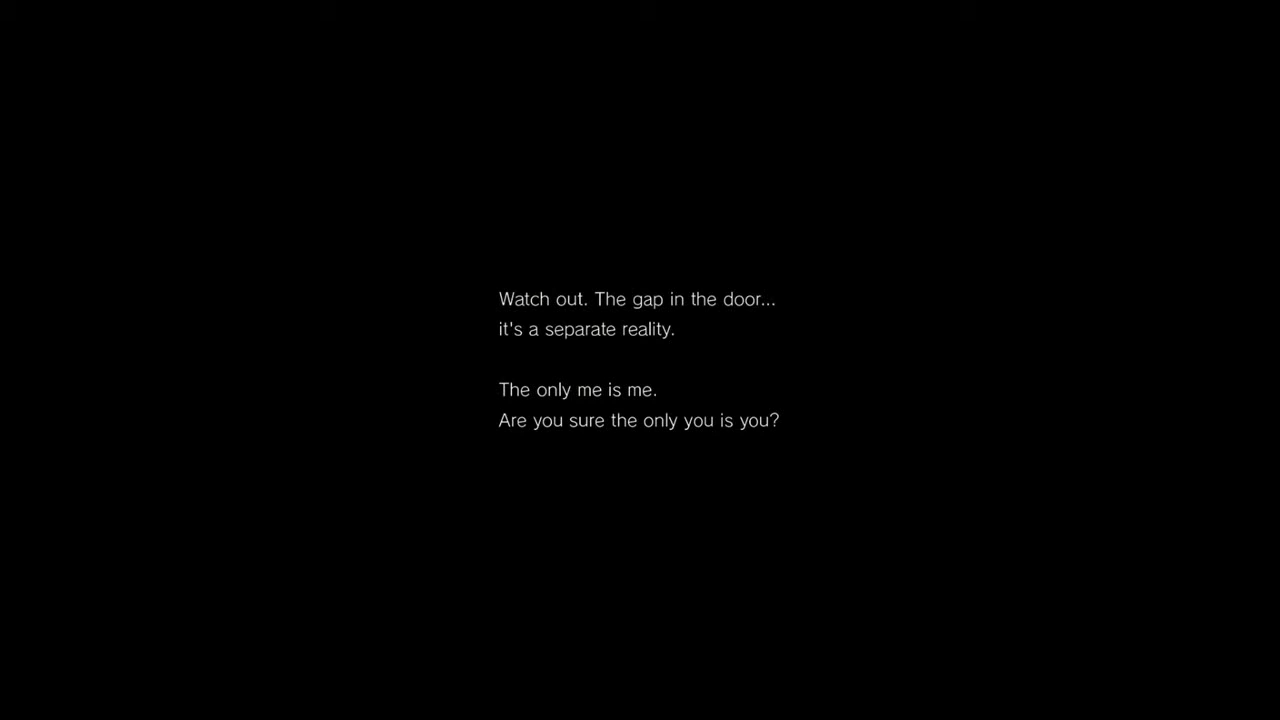 Watch out. The gap in the door...
it's a separate reality.
The only me is me.
Are you sure the only you is you?